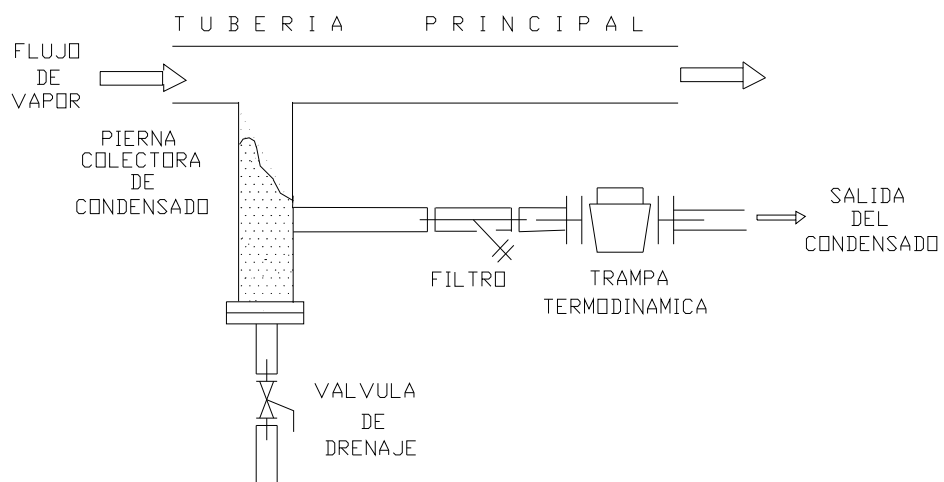 TUBERIA PRINCIPAL
FLUJO
DE
VAPOR
PIERNA
COLECTORA
DE
CONDENSADO
SALIDA
DEL
CONDENSADO
FILTRO
TRAMPA
TERMODINAMICA
VALVULA
DE
DRENAJE